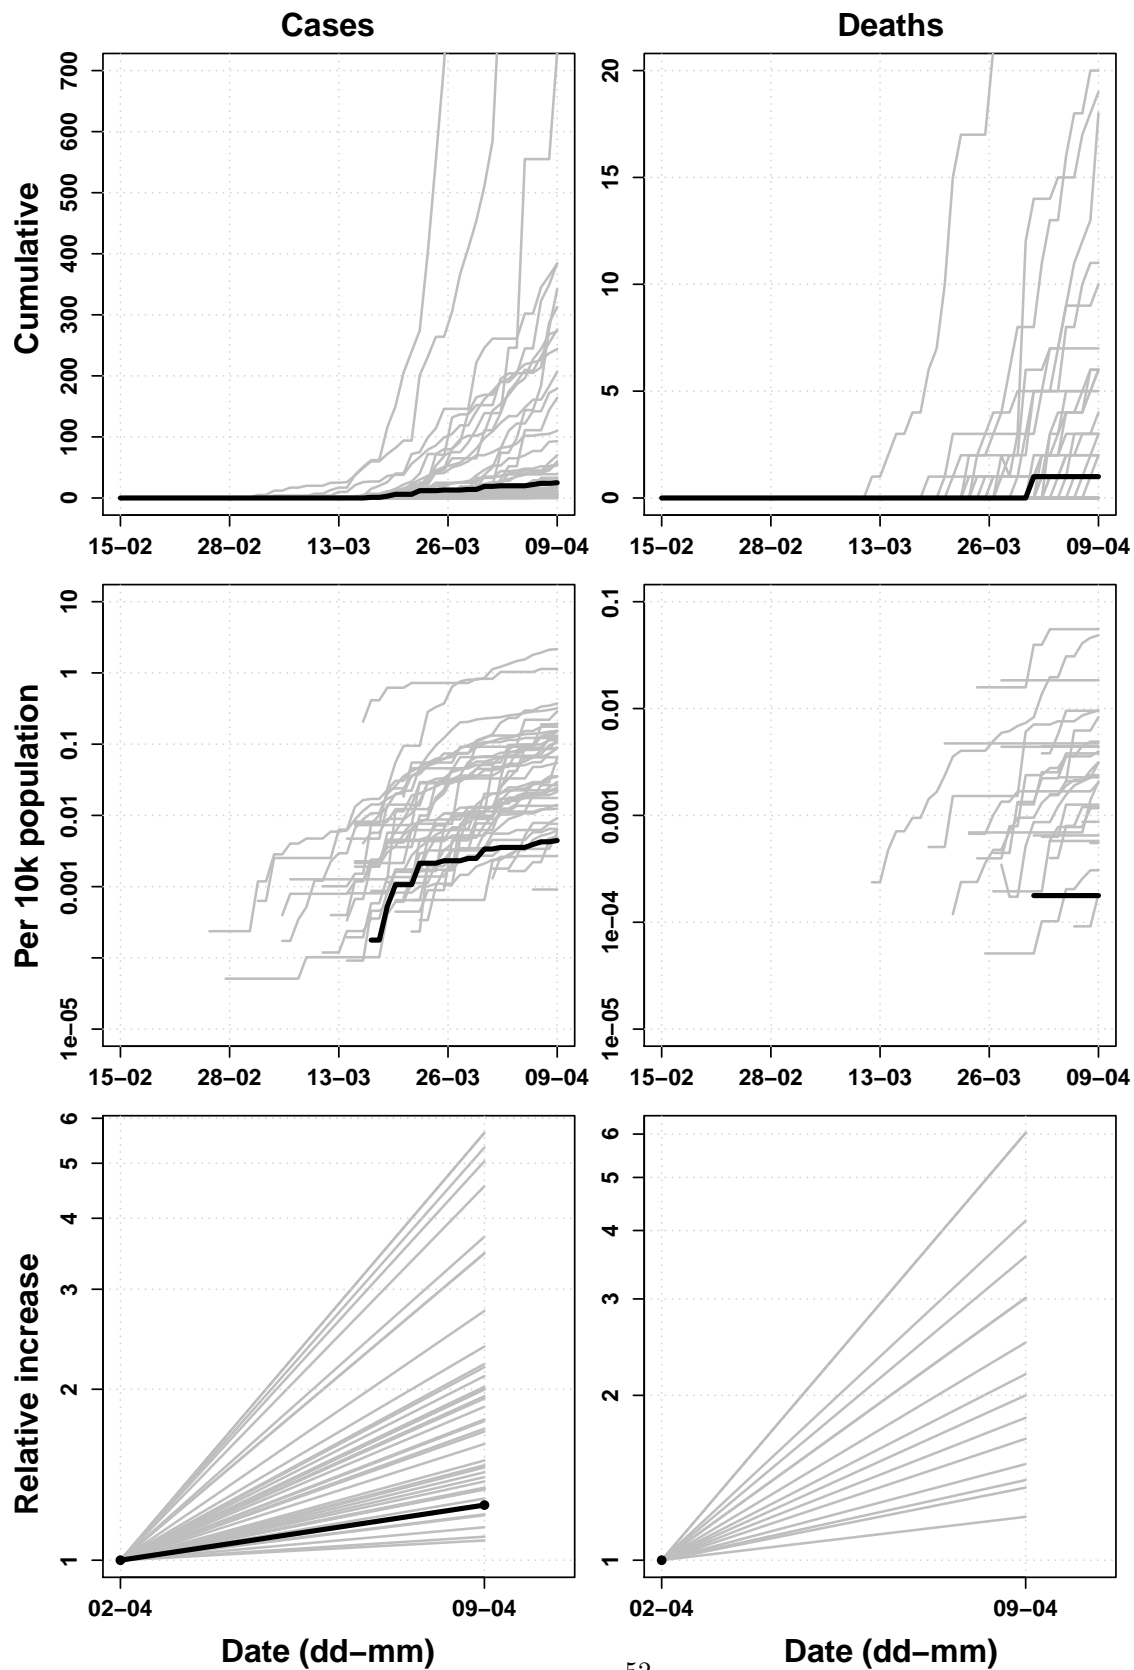 Cases
Deaths
Cumulative
700
600
500
400
300
200
100
0
15−02 28−02 13−03 26−03 09−04
20
15
10
5
0
15−02 28−02 13−03 26−03 09−04
Per 10k population
10
1
0.1
0.01
0.001
1e−05
15−02 28−02 13−03 26−03 09−04
0.1
0.01
0.001
1e−04
1e−05
15−02 28−02 13−03 26−03 09−04
Relative increase
6
5
4
3
2
1
02−04 09−04
Date (dd−mm)
6
5
4
3
2
1
02−04 09−04
Date (dd−mm)
52